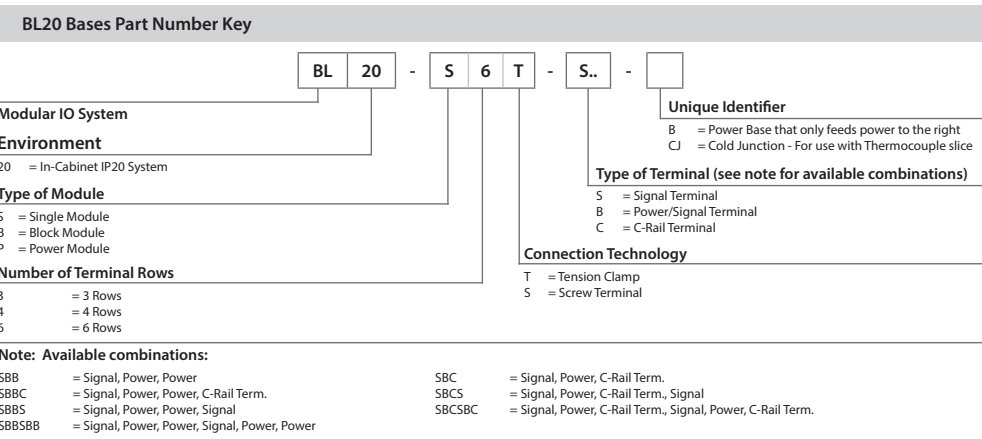 BL20 Bases Part Number Key
BL 20 - S 6 T - S.. -
Modular IO System
Environment
20 = In-Cabinet IP20 System
Type of Module
S = Single Module
B = Block Module
P = Power Module
Number of Terminal Rows
3 = 3 Rows
4 = 4 Rows
6 = 6 Rows
Unique Identifier
B = Power Base that only feeds power to the right
CJ = Cold Junction - For use with Thermocouple slice
Type of Terminal (see note for available combinations)
S = Signal Terminal
B = Power/Signal Terminal
C = C-Rail Terminal
Connection Technology
T = Tension Clamp
S = Screw Terminal
Note: Available combinations:
SBB = Signal, Power, Power
SBBC = Signal, Power, Power, C-Rail Term.
SBBS = Signal, Power, Power, Signal
SBBSBB = Signal, Power, Power, Signal, Power, Power
SBC = Signal, Power, C-Rail Term.
SBCS = Signal, Power, C-Rail Term., Signal
SBCSBC = Signal, Power, C-Rail Term., Signal, Power, C-Rail Term.